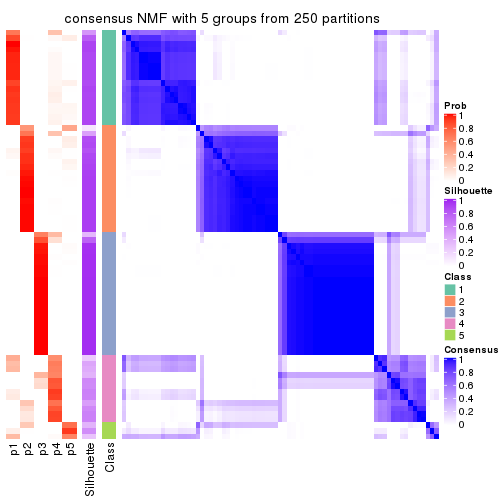 consensus NMF with 5 groups from 250 partitions
Prob
1
0.8
0.6
0.4
0.2
0
Silhouette
1
0.8
0.6
0.4
0.2
0
Class
1
2
3
4
5
Consensus
1
0.8
0.6
0.4
0.2
0
p1
p2
p3
p4
p5
Silhouette
Class